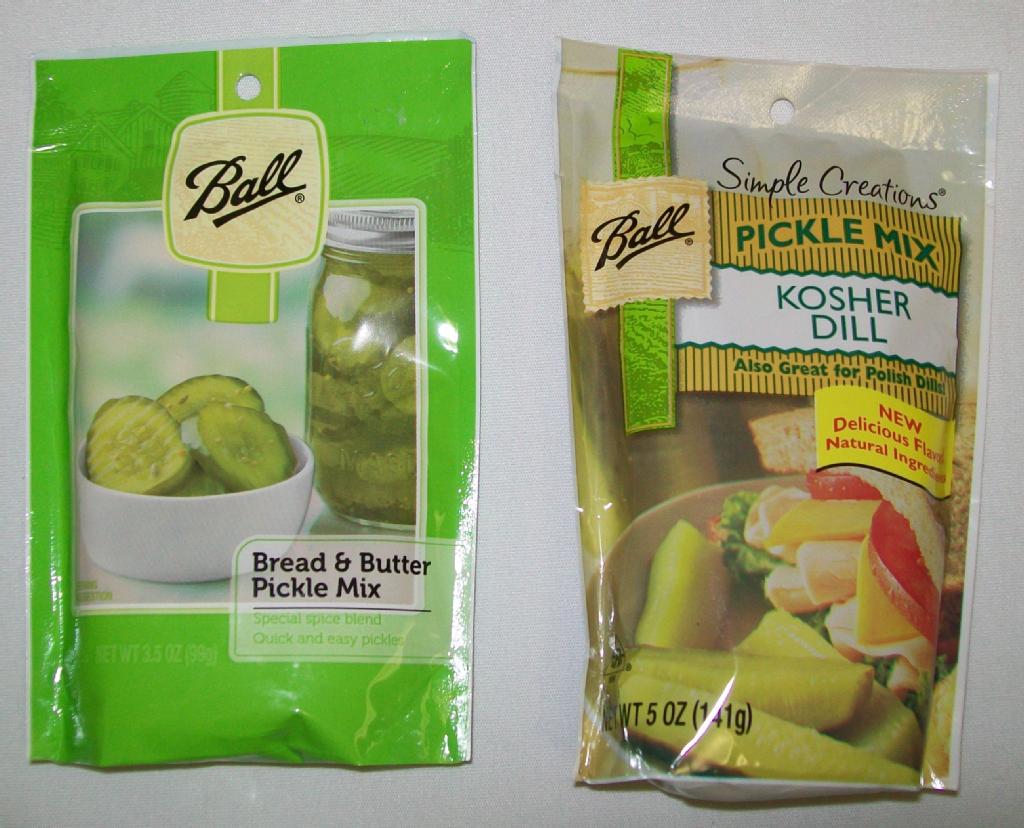 Ball®
Bread & Butter
Pickle Mix
Special spice blend
Quick and easy pickles
NET WT 3.5 OZ (99g)
Simple Creations®
Ball®
PICKLE MIX
KOSHER
DILL
Also Great for Polish Dills!
NEW
Delicious Flavor
Natural
NET WT 5 OZ (141g)